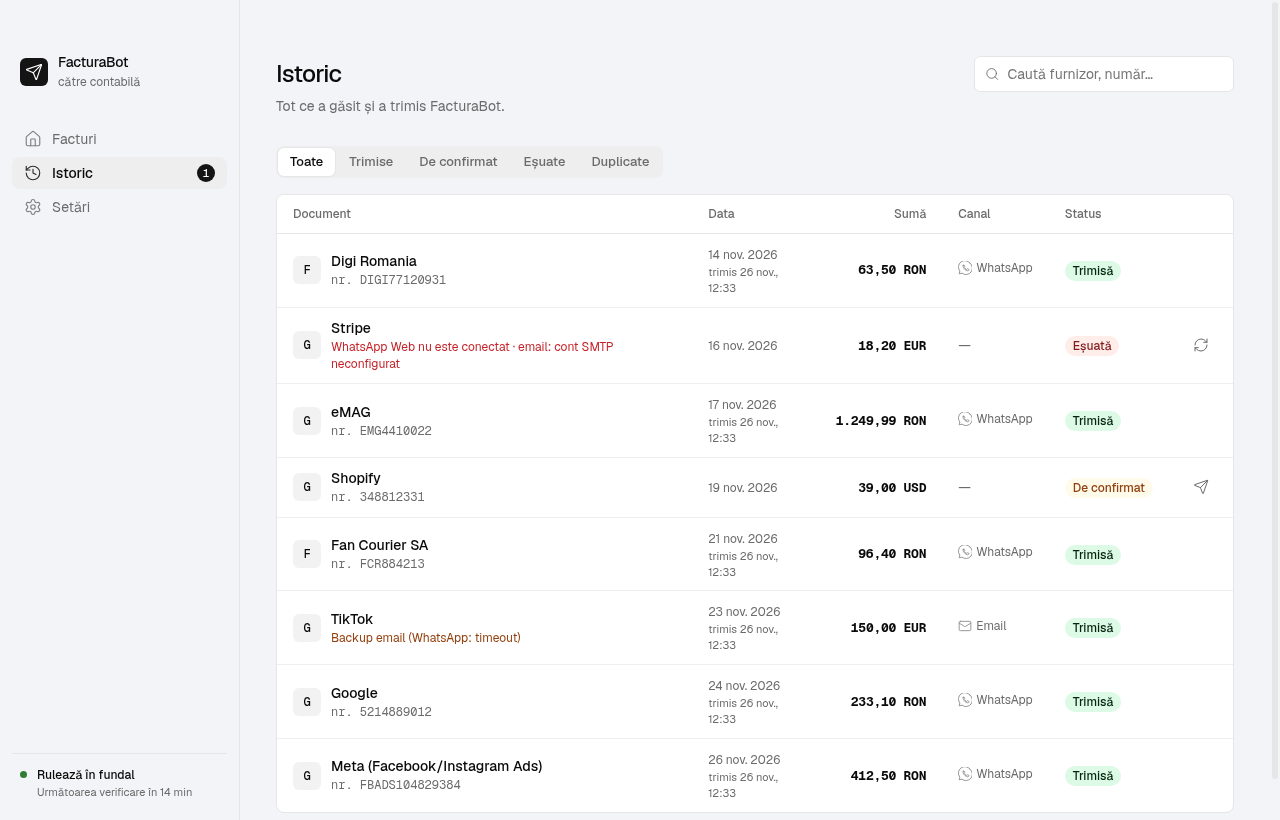 FacturaBot
către contabilă
Facturi
Istoric
1
Setări
Rulează în fundal
Următoarea verificare în 14 min
Istoric
Tot ce a găsit și a trimis FacturaBot.
Caută furnizor, număr…
Toate Trimise De confirmat Eșuate Duplicate
Document Data Sumă Canal Status
F
Digi Romania
nr. DIGI77120931
14 nov. 2026
trimis 26 nov.,
12:33
63,50 RON
WhatsApp
Trimisă
G
Stripe
WhatsApp Web nu este conectat · email: cont SMTP
neconfigurat
16 nov. 2026
18,20 EUR
—
Eșuată
G
eMAG
nr. EMG4410022
17 nov. 2026
trimis 26 nov.,
12:33
1.249,99 RON
WhatsApp
Trimisă
G
Shopify
nr. 348812331
19 nov. 2026
39,00 USD
—
De confirmat
F
Fan Courier SA
nr. FCR884213
21 nov. 2026
trimis 26 nov.,
12:33
96,40 RON
WhatsApp
Trimisă
G
TikTok
Backup email (WhatsApp: timeout)
23 nov. 2026
trimis 26 nov.,
12:33
150,00 EUR
Email
Trimisă
G
Google
nr. 5214889012
24 nov. 2026
trimis 26 nov.,
12:33
233,10 RON
WhatsApp
Trimisă
G
Meta (Facebook/Instagram Ads)
nr. FBADS104829384
26 nov. 2026
trimis 26 nov.,
12:33
412,50 RON
WhatsApp
Trimisă